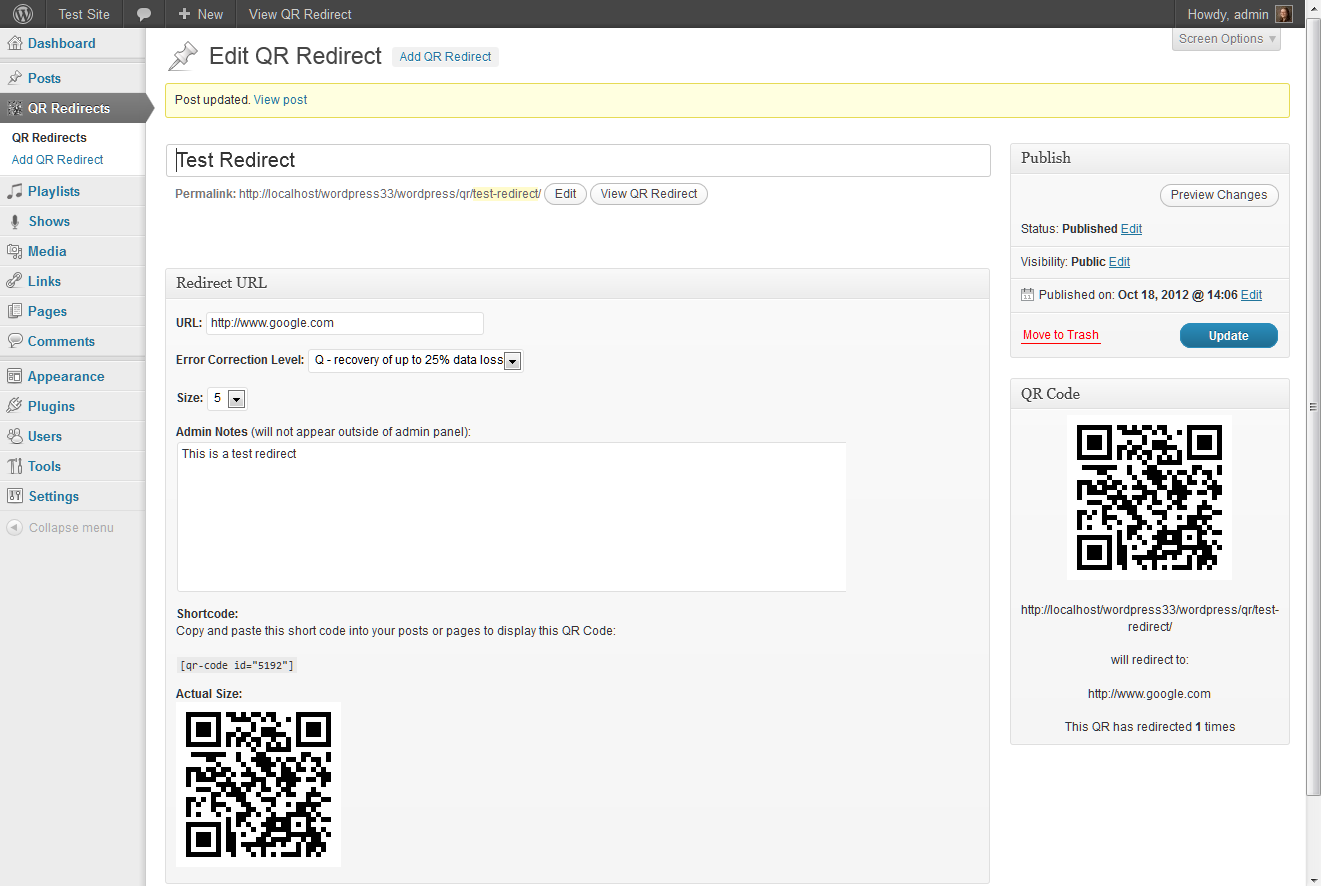 Test Site
New
View QR Redirect
Howdy, admin
Screen Options
Dashboard
Posts
QR Redirects
QR Redirects
Add QR Redirect
Playlists
Shows
Media
Links
Pages
Comments
Appearance
Plugins
Users
Tools
Settings
Collapse menu
Edit QR Redirect Add QR Redirect
Post updated. View post
Test Redirect
Permalink: http://localhost/wordpress33/wordpress/qr/test-redirect/ Edit View QR Redirect
Redirect URL
URL: http://www.google.com
Error Correction Level: Q - recovery of up to 25% data loss
Size: 5
Admin Notes (will not appear outside of admin panel):
This is a test redirect
Shortcode:
Copy and paste this short code into your posts or pages to display this QR Code:
[qr-code id="5192"]
Actual Size:
Publish
Preview Changes
Status: Published Edit
Visibility: Public Edit
Published on: Oct 18, 2012 @ 14:06 Edit
Move to Trash Update
QR Code
http://localhost/wordpress33/wordpress/qr/test-
redirect/
will redirect to:
http://www.google.com
This QR has redirected 1 times